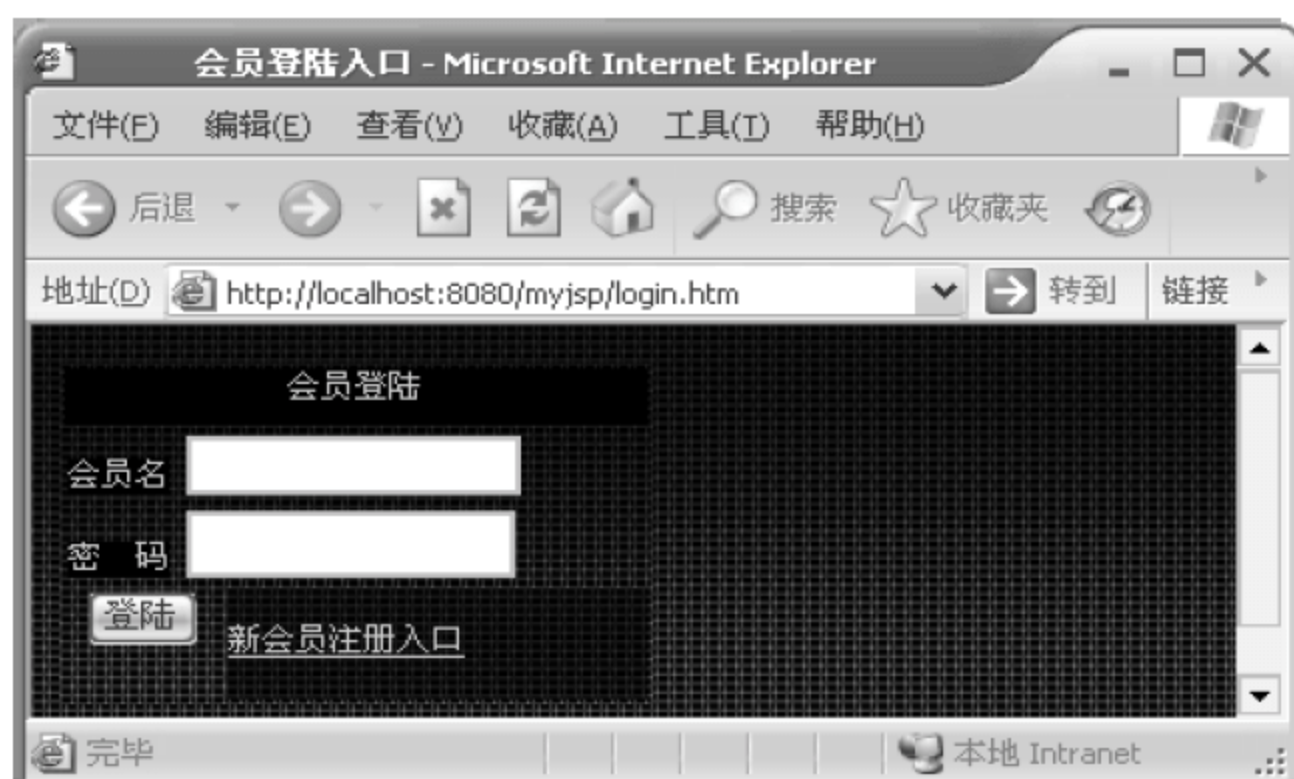 会员登陆入口 - Microsoft Internet Explorer
文件(F) 编辑(E) 查看(V) 收藏(A) 工具(T) 帮助(H)
后退 搜索 收藏夹
地址(D) http://localhost:8080/myjsp/login.htm 转到 链接
会员登陆
会员名
密 码
登陆 新会员注册入口
完毕 本地 Intranet